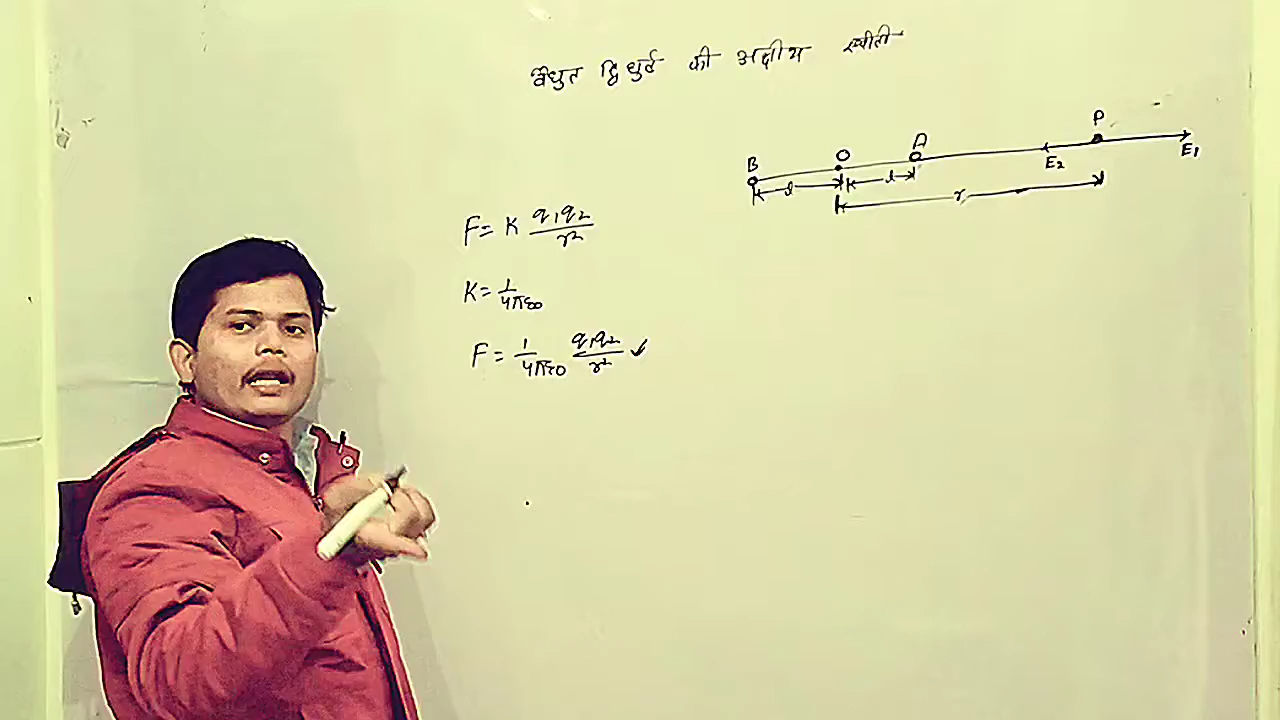 वैधुत द्विधुर्व की अक्षीय स्थीती
P
B O A E₂ E₁
l l
r
F = K q₁q₂/r²
K = 1/4πε0
F = 1/4πε0 q₁q₂/r² ✓